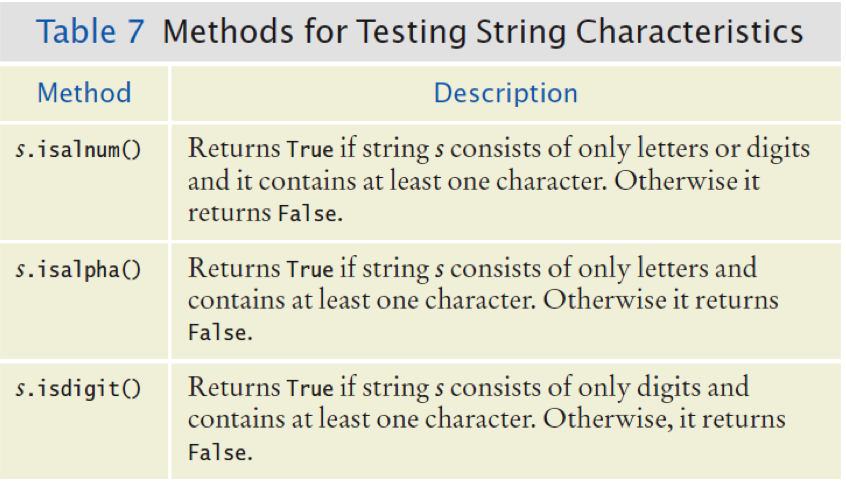 Table 7 Methods for Testing String Characteristics
Method Description
s.isalnum() Returns True if string s consists of only letters or digits
and it contains at least one character. Otherwise it
returns False.
s.isalpha() Returns True if string s consists of only letters and
contains at least one character. Otherwise it returns
False.
s.isdigit() Returns True if string s consists of only digits and
contains at least one character. Otherwise, it returns
False.